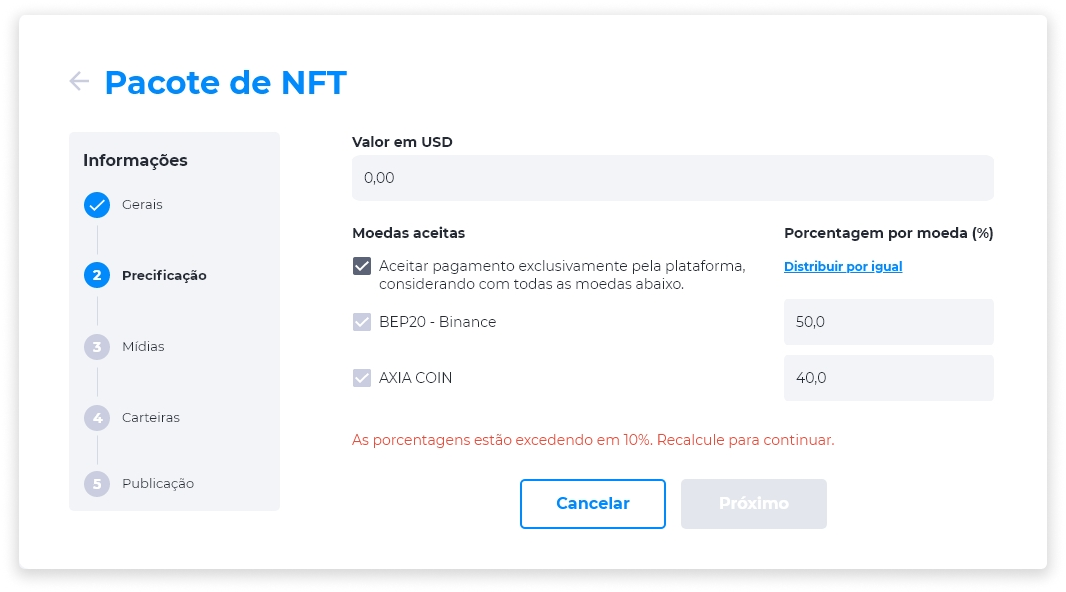 Pacote de NFT
Informações
Gerais
2 Precificação
3 Mídias
4 Carteiras
5 Publicação
Valor em USD
0,00
Moedas aceitas
Porcentagem por moeda (%)
Aceitar pagamento exclusivamente pela plataforma,
considerando com todas as moedas abaixo.
Distribuir por igual
BEP20 - Binance
50,0
AXIA COIN
40,0
As porcentagens estão excedendo em 10%. Recalcule para continuar.
Cancelar
Próximo